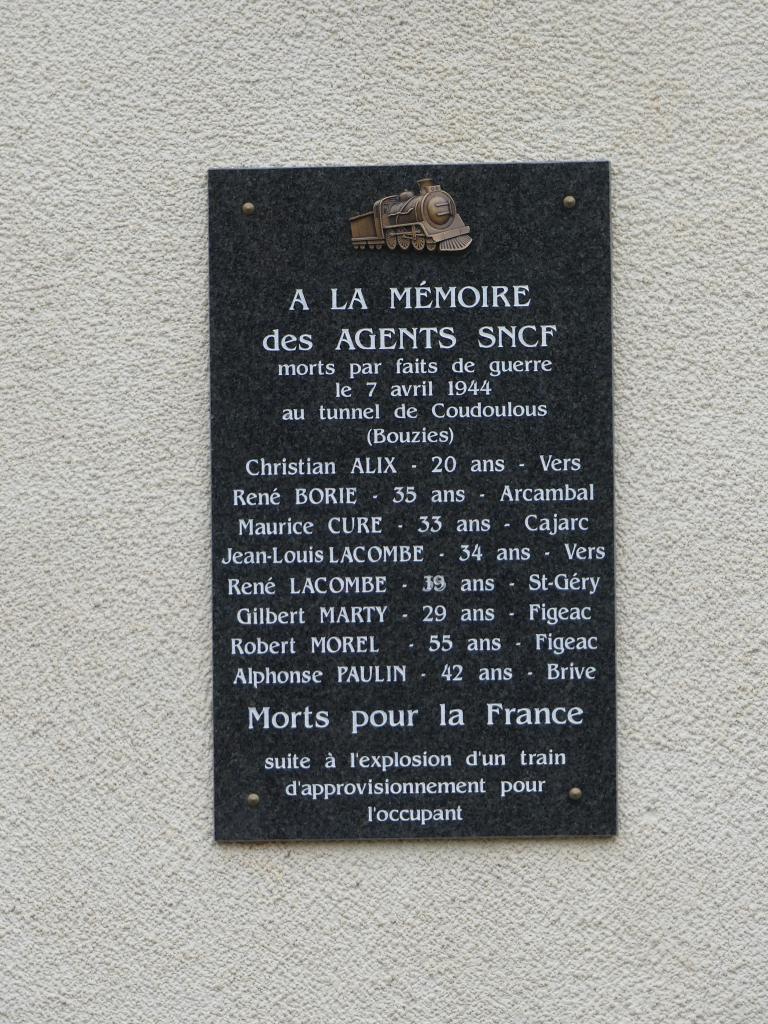 A LA MÉMOIRE
des AGENTS SNCF
morts par faits de guerre
le 7 avril 1944
au tunnel de Coudoulous
(Bouzies)
Christian ALIX - 20 ans - Vers
René BORIE - 35 ans - Arcambal
Maurice CURE - 33 ans - Cajarc
Jean-Louis LACOMBE - 34 ans - Vers
René LACOMBE - 39 ans - St-Géry
Gilbert MARTY - 29 ans - Figeac
Robert MOREL - 55 ans - Figeac
Alphonse PAULIN - 42 ans - Brive
Morts pour la France
suite à l'explosion d'un train
d'approvisionnement pour
l'occupant